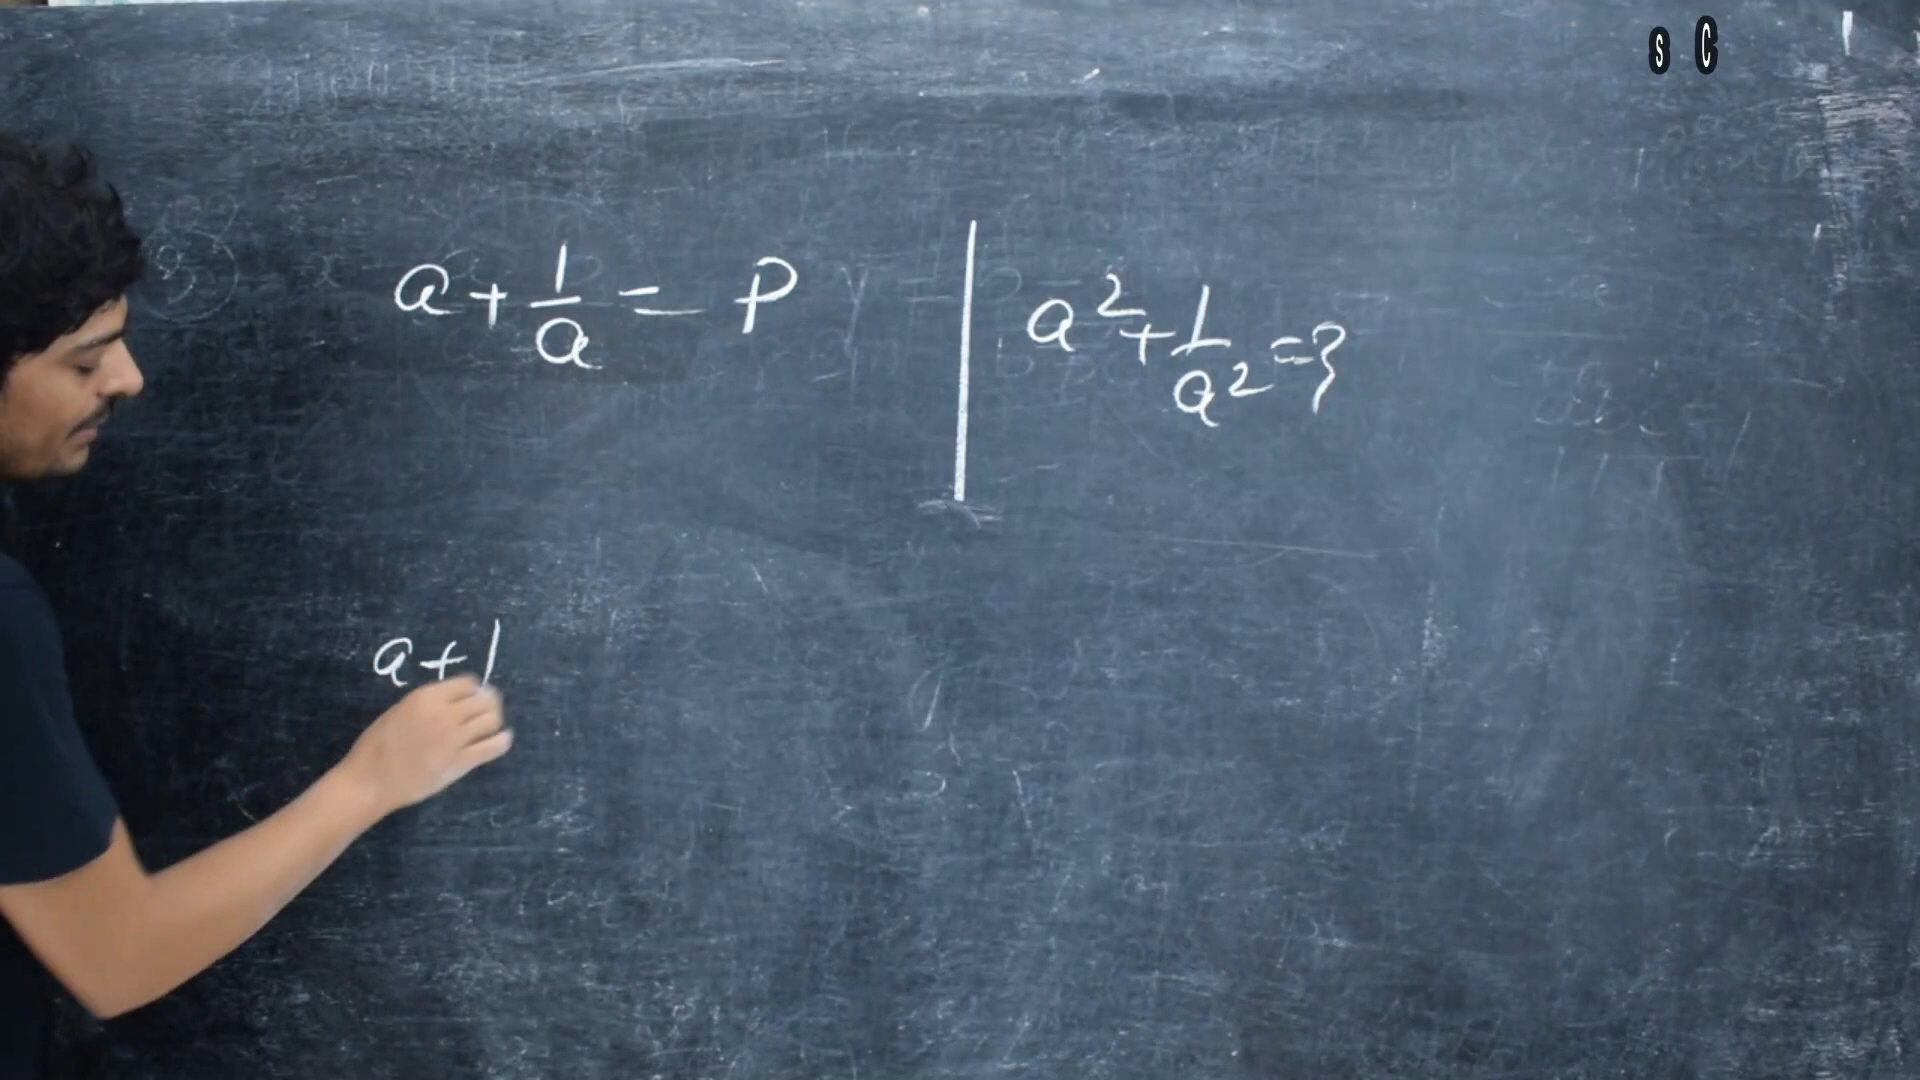 S C
a + 1/a = P
a² + 1/a² = ?
a + 1